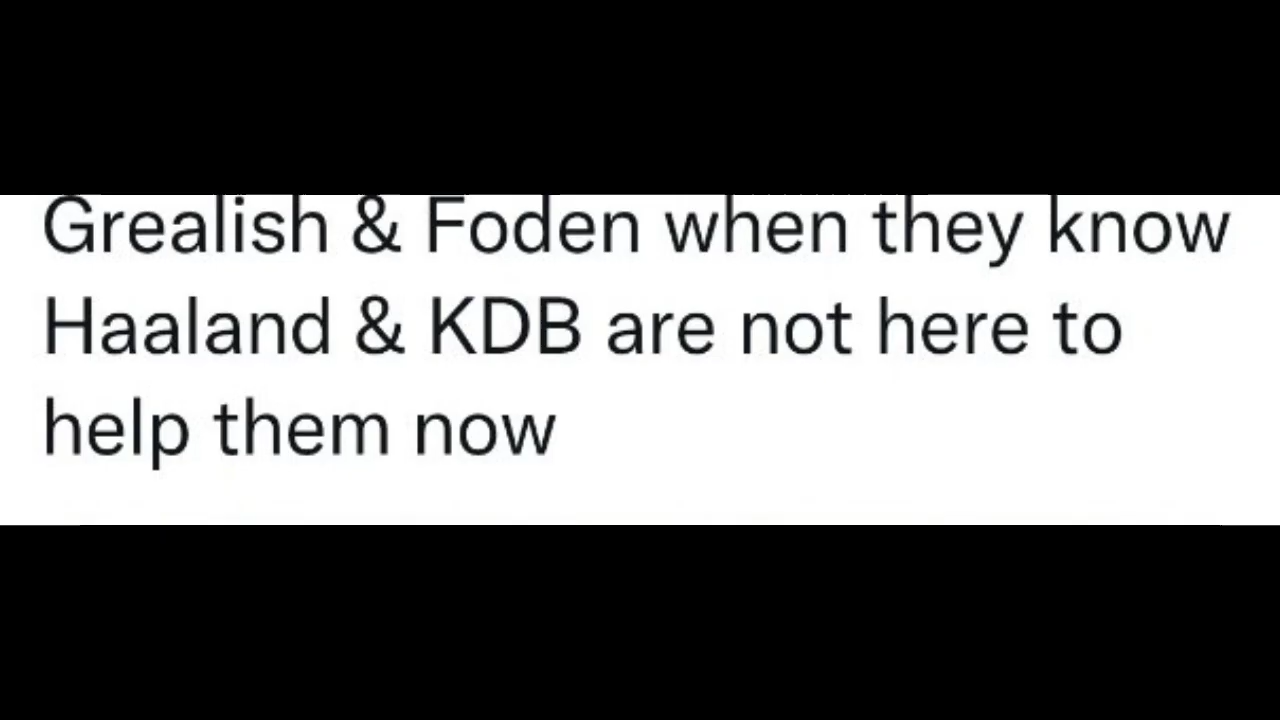 Grealish & Foden when they know
Haaland & KDB are not here to
help them now